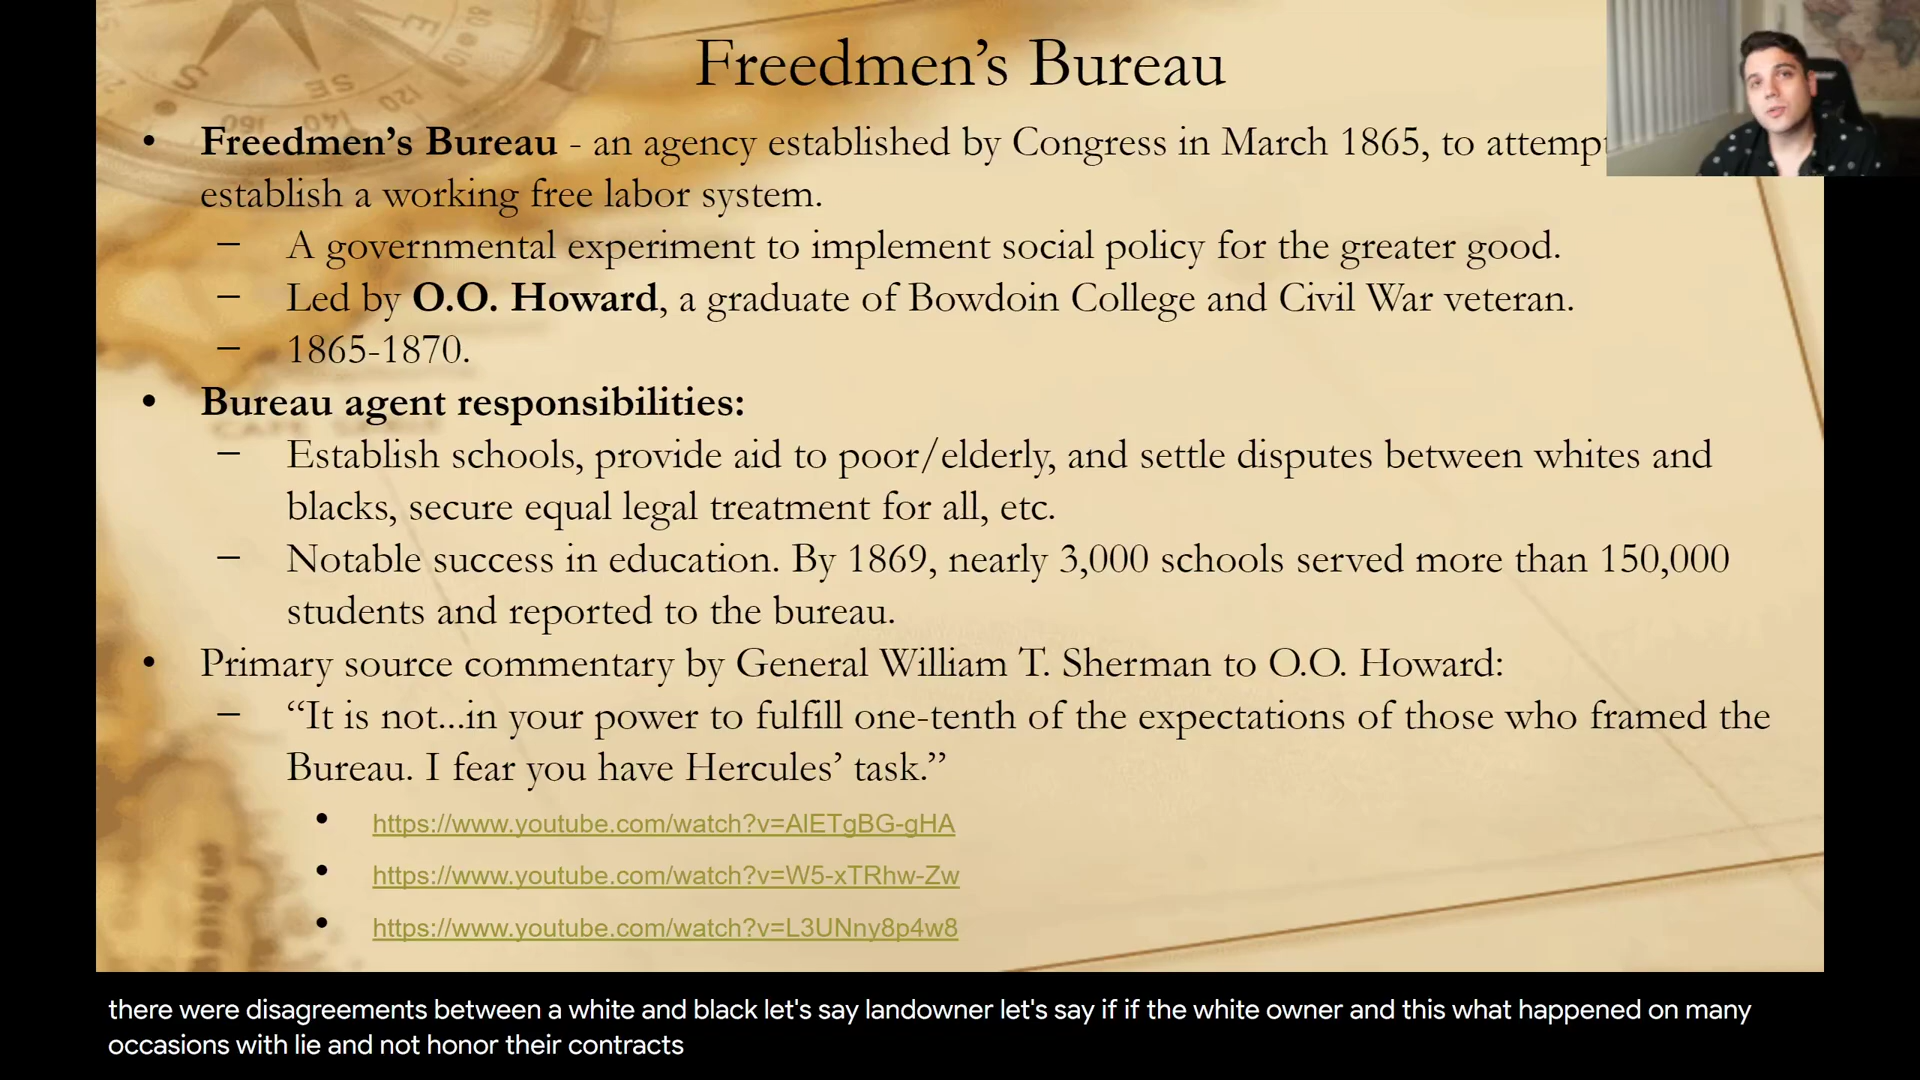 Freedmen’s Bureau
• Freedmen’s Bureau - an agency established by Congress in March 1865, to attemp
establish a working free labor system.
– A governmental experiment to implement social policy for the greater good.
– Led by O.O. Howard, a graduate of Bowdoin College and Civil War veteran.
– 1865-1870.
• Bureau agent responsibilities:
– Establish schools, provide aid to poor/elderly, and settle disputes between whites and
blacks, secure equal legal treatment for all, etc.
– Notable success in education. By 1869, nearly 3,000 schools served more than 150,000
students and reported to the bureau.
• Primary source commentary by General William T. Sherman to O.O. Howard:
– “It is not...in your power to fulfill one-tenth of the expectations of those who framed the
Bureau. I fear you have Hercules’ task.”
• https://www.youtube.com/watch?v=AlETgBG-gHA
• https://www.youtube.com/watch?v=W5-xTRhw-Zw
• https://www.youtube.com/watch?v=L3UNny8p4w8
there were disagreements between a white and black let's say landowner let's say if if the white owner and this what happened on many
occasions with lie and not honor their contracts